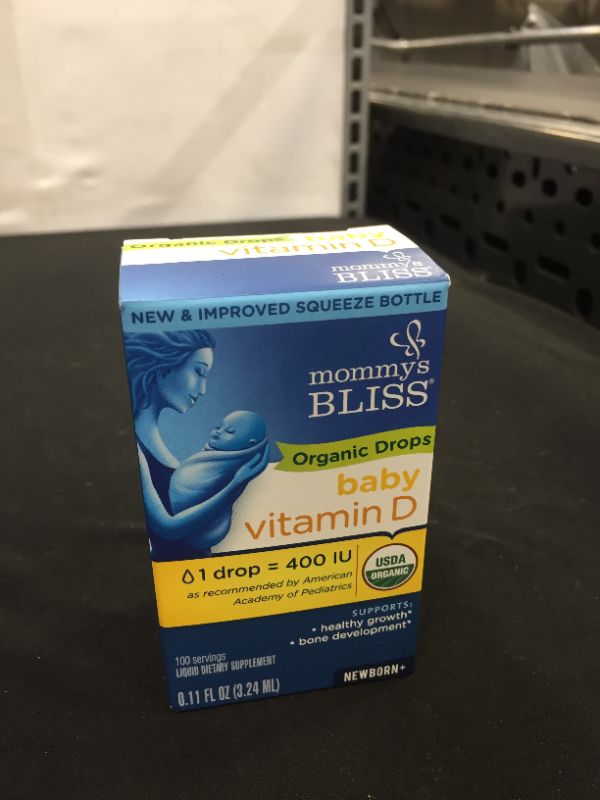 Organic Drops baby
vitamin D
mommy's
BLISS
NEW & IMPROVED SQUEEZE BOTTLE
mommy's
BLISS®
Organic Drops
baby
vitamin D
1 drop = 400 IU
as recommended by American
Academy of Pediatrics
USDA
ORGANIC
SUPPORTS:
• healthy growth*
• bone development*
100 servings
LIQUID DIETARY SUPPLEMENT
0.11 FL OZ (3.24 ML)
NEWBORN+